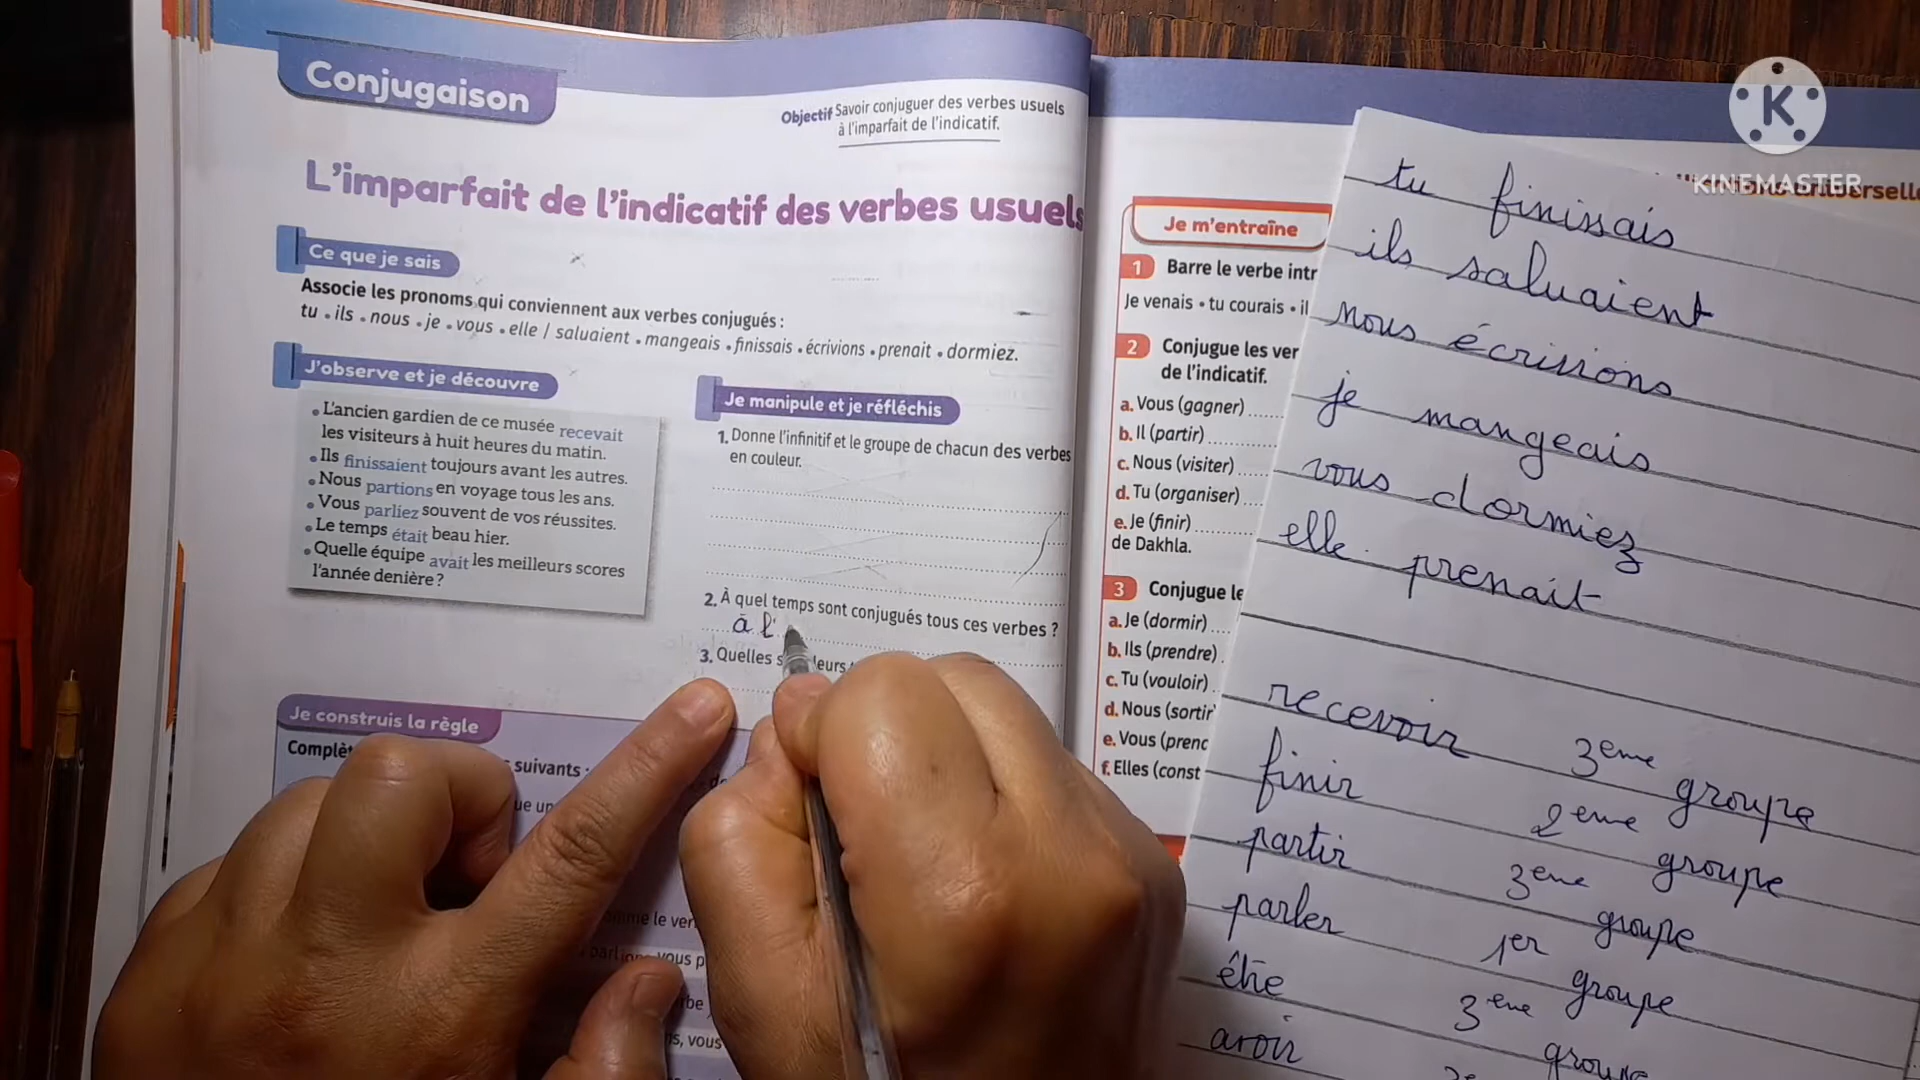 Conjugaison
Objectif Savoir conjuguer des verbes usuels
à l'imparfait de l'indicatif.
L'imparfait de l'indicatif des verbes usuels
Ce que je sais
Associe les pronoms qui conviennent aux verbes conjugués :
tu • ils • nous • je • vous • elle / saluaient • mangeais • finissais • écrivions • prenait • dormiez.
J'observe et je découvre
• L'ancien gardien de ce musée recevait
les visiteurs à huit heures du matin.
• Ils finissaient toujours avant les autres.
• Nous partions en voyage tous les ans.
• Vous parliez souvent de vos réussites.
• Le temps était beau hier.
• Quelle équipe avait les meilleurs scores
l'année denière ?
Je manipule et je réfléchis
1. Donne l'infinitif et le groupe de chacun des verbes
en couleur.
2. À quel temps sont conjugués tous ces verbes ?
à l'
3. Quelles
Je construis la règle
suivants :
vous p
vous
Je m'entraîne
1 Barre le verbe intr
Je venais • tu courais • il
2 Conjugue les ver
de l'indicatif.
a. Vous (gagner)
b. Il (partir)
c. Nous (visiter)
d. Tu (organiser)
e. Je (finir)
de Dakhla.
3 Conjugue le
a. Je (dormir)
b. Ils (prendre)
c. Tu (vouloir)
d. Nous (sortir)
e. Vous (prenc
f. Elles (const
KINEMASTER
tu finissais
ils saluaient
nous écrivions
je mangeais
vous dormiez
elle prenait
recevoir 3eme groupe
finir 2eme groupe
partir 3eme groupe
parler 1er groupe
être 3eme groupe
avoir